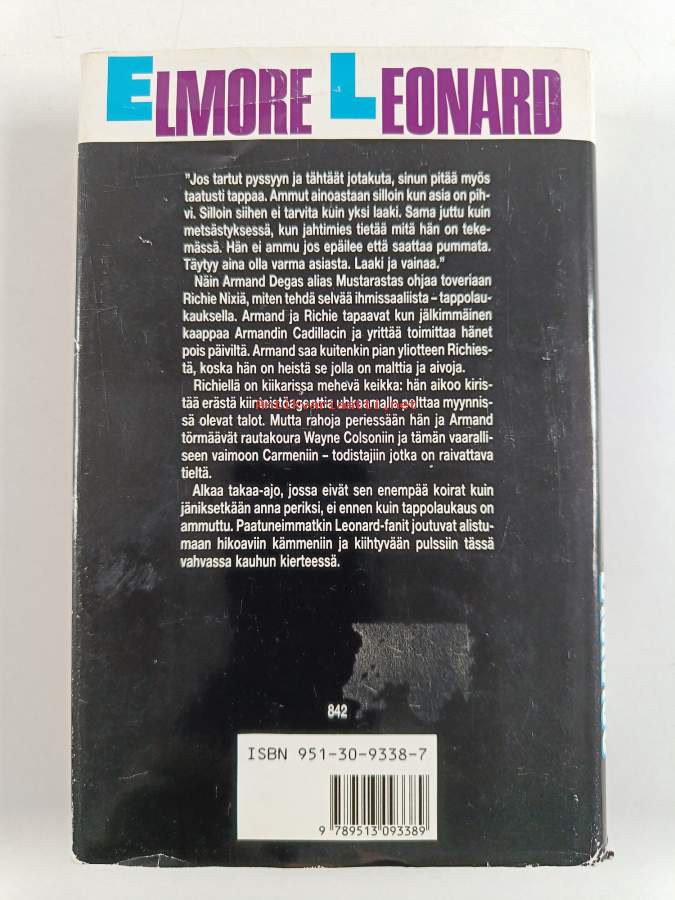 ELMORE LEONARD
"Jos tartut pyssyyn ja tähtäät jotakuta, sinun pitää myös
taatusti tappaa. Ammut ainoastaan silloin kun asia on pih-
vi. Silloin siihen ei tarvita kuin yksi laaki. Sama juttu kuin
metsästyksessä, kun jahtimies tietää mitä hän on teke-
mässä. Hän ei ammu jos epäilee että saattaa pummata.
Täytyy aina olla varma asiasta. Laaki ja vainaa."
Näin Armand Degas alias Mustarastas ohjaa toveriaan
Richie Nixiä, miten tehdä selvää ihmissaaliista – tappolau-
kauksella. Armand ja Richie tapaavat kun jälkimmäinen
kaappaa Armandin Cadillacin ja yrittää toimittaa hänet
pois päiviltä. Armand saa kuitenkin pian yliotteen Richies-
tä, koska hän on heistä se jolla on malttia ja aivoja.
Richiellä on kiikarissa mehevä keikka: hän aikoo kiris-
tää erästä kiinteistöagenttia uhkaamalla polttaa myynnis-
Antikvariaatti.net
sä olevat talot. Mutta rahoja periessään hän ja Armand
törmäävät rautakoura Wayne Colsoniin ja tämän vaaralli-
seen vaimoon Carmeniin – todistajiin jotka on raivattava
tieltä.
Alkaa takaa-ajo, jossa eivät sen enempää koirat kuin
jäniksetkään anna periksi, ei ennen kuin tappolaukaus on
ammuttu. Paatuneimmatkin Leonard-fanit joutuvat alistu-
maan hikoaviin kämmeniin ja kiihtyvään pulssiin tässä
vahvassa kauhun kierteessä.
842
ISBN 951-30-9338-7
9 789513 093389